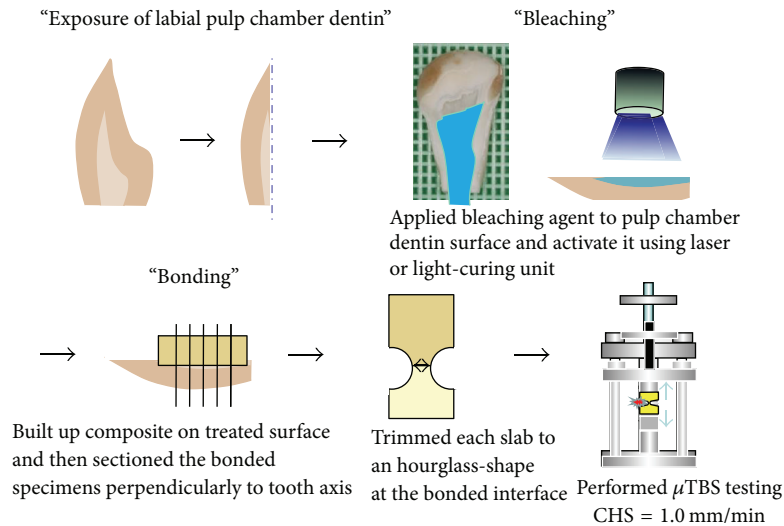 “Exposure of labial pulp chamber dentin”
“Bleaching”
Applied bleaching agent to pulp chamber
dentin surface and activate it using laser
or light-curing unit
“Bonding”
Built up composite on treated surface
and then sectioned the bonded
specimens perpendicularly to tooth axis
Trimmed each slab to
an hourglass-shape
at the bonded interface
Performed μTBS testing
CHS = 1.0 mm/min